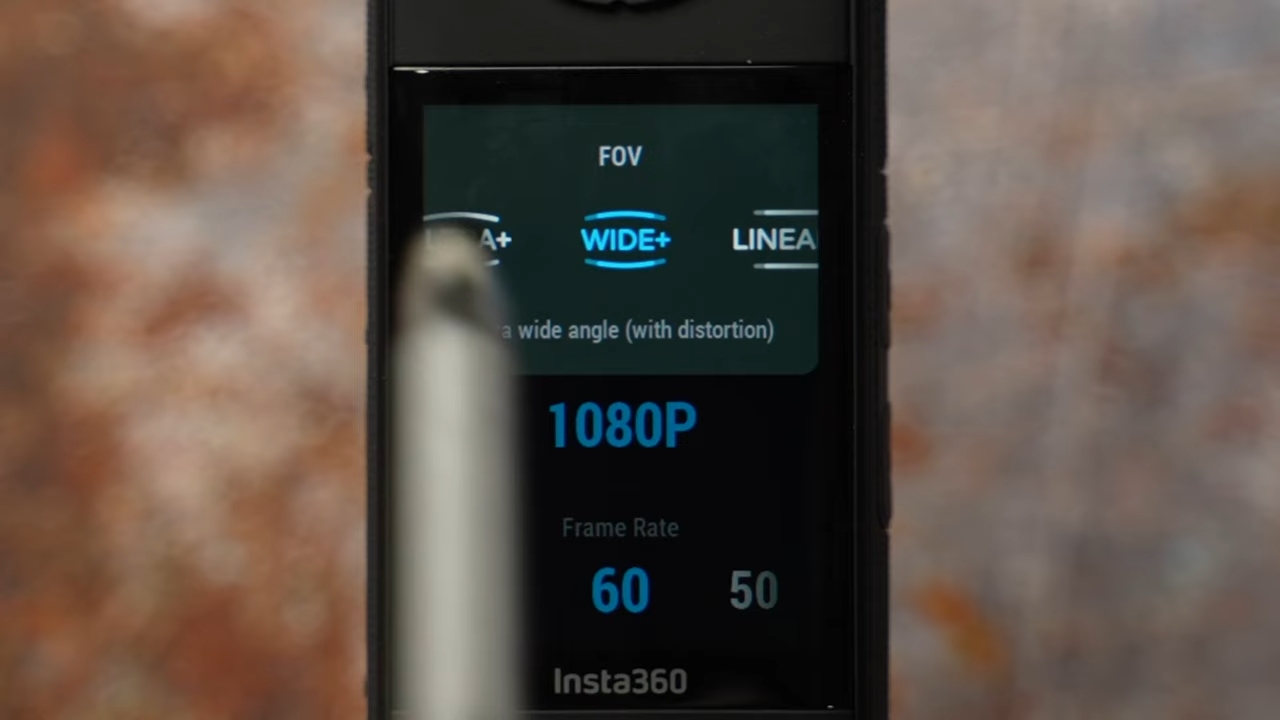 FOV
WIDE+
wide angle (with distortion)
1080P
Frame Rate
60 50
Insta360